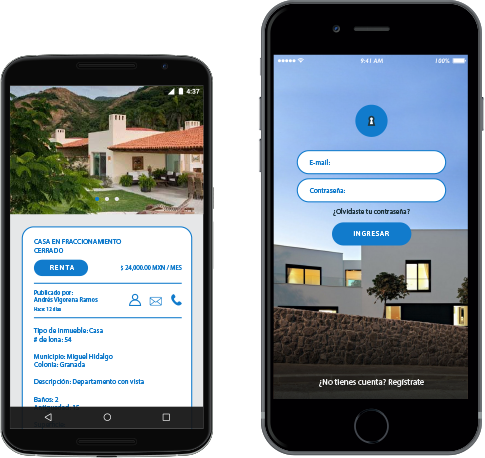 4:37
CASA EN FRACCIONAMIENTO
CERRADO
RENTA
$ 24,000.00 MXN / MES
Publicado por:
Andrés Vigorena Ramos
Hace 12 días
Tipo de inmueble: Casa
# de lona: 54
Municipio: Miguel Hidalgo
Colonia: Granada
Descripción: Departamento con vista
Baños: 2
9:41 AM
100%
E-mail:
Contraseña:
¿Olvidaste tu contraseña?
INGRESAR
¿No tienes cuenta? Regístrate